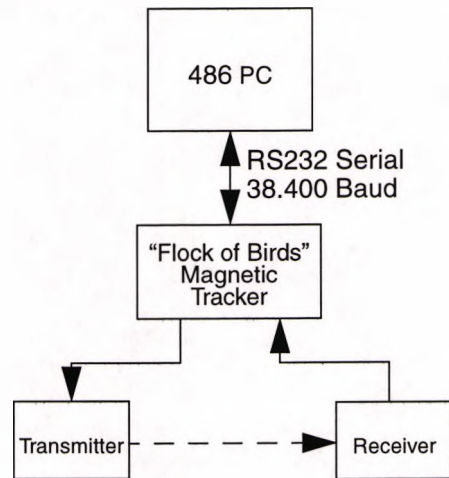 486 PC
RS232 Serial
38.400 Baud
“Flock of Birds”
Magnetic
Tracker
Transmitter
Receiver